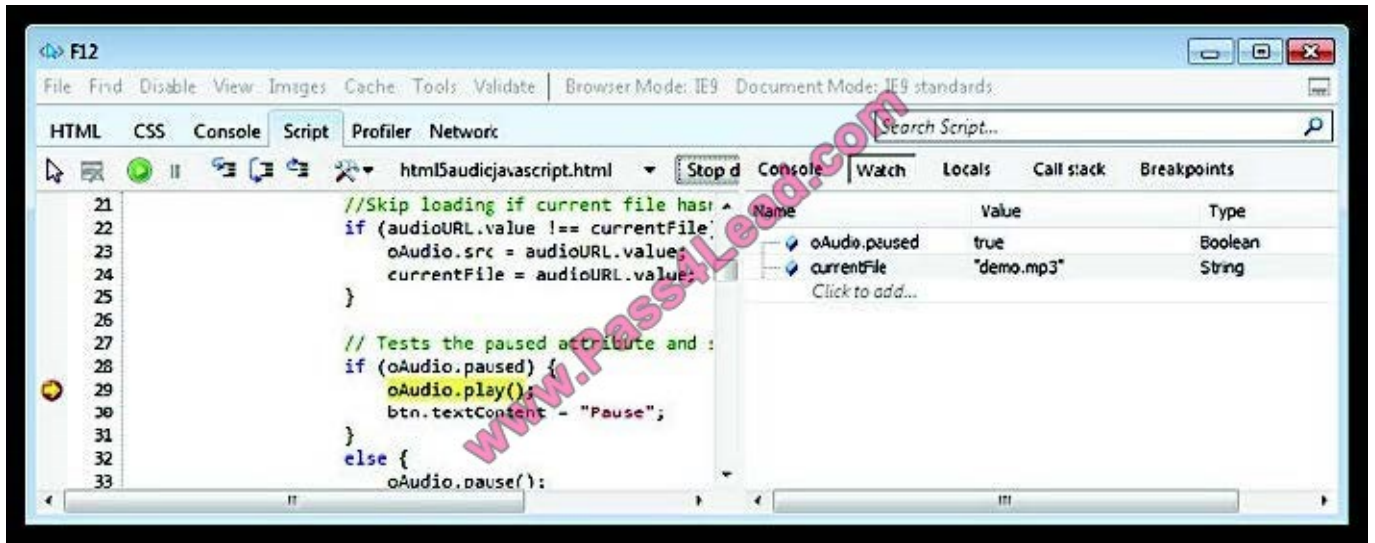 F12
File Find Disable View Images Cache Tools Validate Browser Mode: IE9 Document Mode: IE9 standards
HTML CSS Console Script Profiler Network
Search Script...
html5audicjavascript.html Stop d
Console Watch Locals Call stack Breakpoints
Name Value Type
oAudio.paused true Boolean
currentFile "demo.mp3" String
Click to add...
21 //Skip loading if current file has
22 if (audioURL.value !== currentFile)
23 oAudio.src = audioURL.value;
24 currentFile = audioURL.value;
25 }
26
27 // Tests the paused attribute and s
28 if (oAudio.paused) {
29 oAudio.play();
30 btn.textContent = "Pause";
31 }
32 else {
33 oAudio.pause();
www.Pass4Lead.com